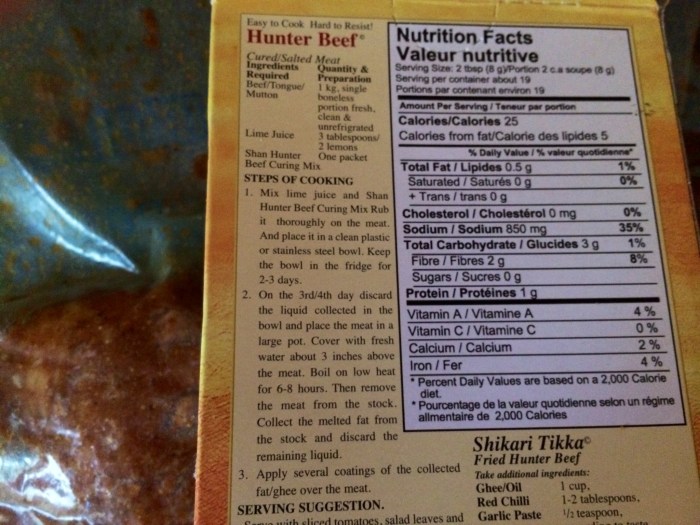 Easy to Cook Hard to Resist!
Hunter Beef®
Cured/Salted Meat
Ingredients Quantity &
Required Preparation
Beef/Tongue/ 1 kg, single
Mutton boneless
portion fresh,
clean &
unrefrigrated
Lime Juice 3 tablespoons/
2 lemons
Shan Hunter One packet
Beef Curing Mix
STEPS OF COOKING
1. Mix lime juice and Shan
Hunter Beef Curing Mix Rub
it thoroughly on the meat.
And place it in a clean plastic
or stainless steel bowl. Keep
the bowl in the fridge for
2-3 days.
2. On the 3rd/4th day discard
the liquid collected in the
bowl and place the meat in a
large pot. Cover with fresh
water about 3 inches above
the meat. Boil on low heat
for 6-8 hours. Then remove
the meat from the stock.
Collect the melted fat from
the stock and discard the
remaining liquid.
3. Apply several coatings of the collected
fat/ghee over the meat.
SERVING SUGGESTION.
Serve with sliced tomatoes, salad leaves and
Nutrition Facts
Valeur nutritive
Serving Size: 2 tbsp (8 g)/Portion 2 c.a soupe (8 g)
Serving per container about 19
Portions par contenant environ 19
Amount Per Serving / Teneur par portion
Calories/Calories 25
Calories from fat/Calorie des lipides 5
% Daily Value / % valeur quotidienne*
Total Fat / Lipides 0.5 g 1%
Saturated / Saturés 0 g 0%
+ Trans / trans 0 g
Cholesterol / Cholestérol 0 mg 0%
Sodium / Sodium 850 mg 35%
Total Carbohydrate / Glucides 3 g 1%
Fibre / Fibres 2 g 8%
Sugars / Sucres 0 g
Protein / Protéines 1 g
Vitamin A / Vitamine A 4 %
Vitamin C / Vitamine C 0 %
Calcium / Calcium 2 %
Iron / Fer 4 %
* Percent Daily Values are based on a 2,000 Calorie
diet.
* Pourcentage de la valeur quotidienne selon un régime
alimentaire de 2,000 Calories
Shikari Tikka©
Fried Hunter Beef
Take additional ingredients:
Ghee/Oil 1 cup,
Red Chilli 1-2 tablespoons,
Garlic Paste ½ teaspoon,